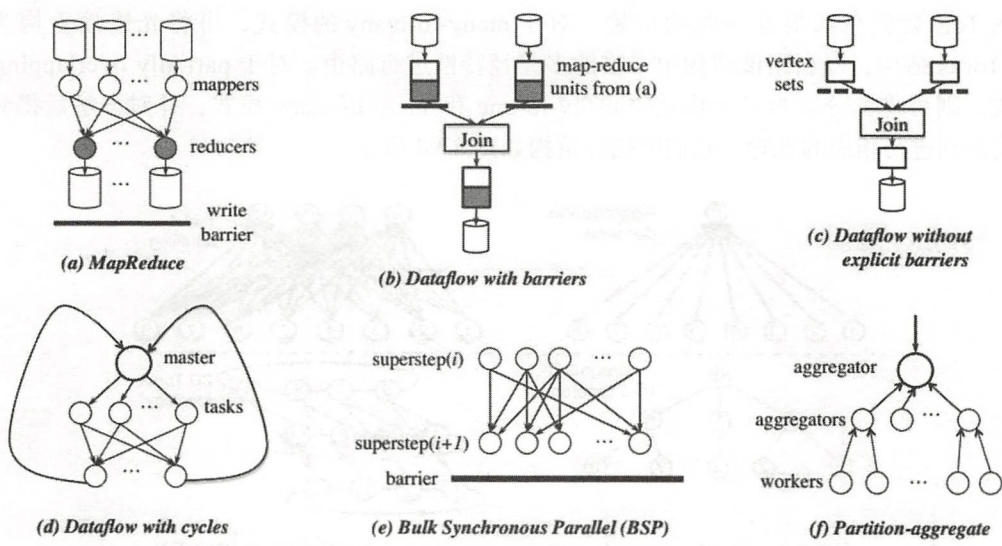 mappers
reducers
write
barrier
(a) MapReduce
map-reduce
units from (a)
Join
(b) Dataflow with barriers
vertex
sets
Join
(c) Dataflow without
explicit barriers
master
tasks
(d) Dataflow with cycles
superstep(i)
superstep(i+1)
barrier
(e) Bulk Synchronous Parallel (BSP)
aggregator
aggregators
workers
(f) Partition-aggregate